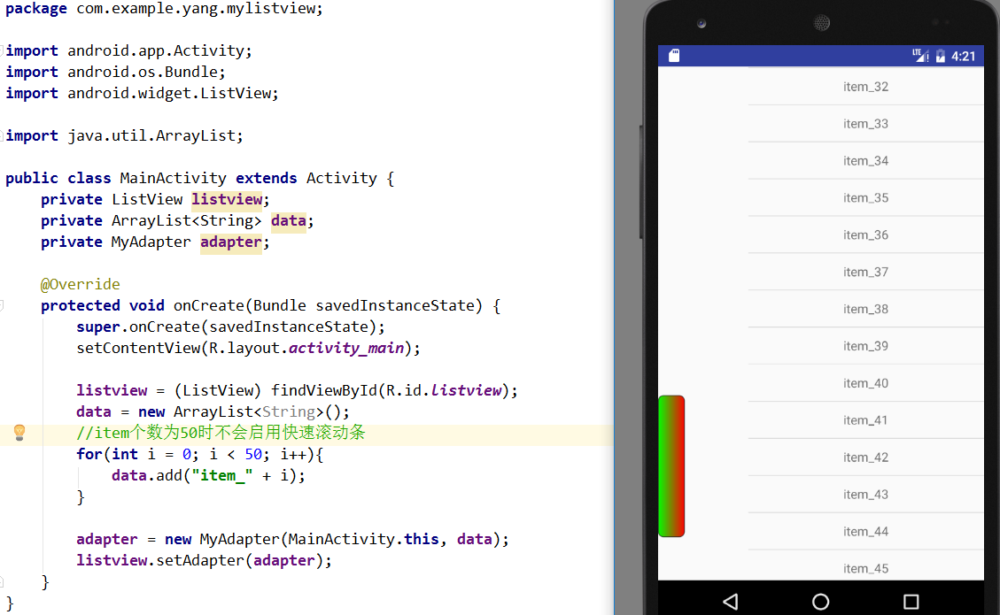 package com.example.yang.mylistview;
import android.app.Activity;
import android.os.Bundle;
import android.widget.ListView;
import java.util.ArrayList;
public class MainActivity extends Activity {
    private ListView listview;
    private ArrayList<String> data;
    private MyAdapter adapter;
    @Override
    protected void onCreate(Bundle savedInstanceState) {
        super.onCreate(savedInstanceState);
        setContentView(R.layout.activity_main);
        listview = (ListView) findViewById(R.id.listview);
        data = new ArrayList<String>();
        //item个数为50时不会启用快速滚动条
        for(int i = 0; i < 50; i++){
            data.add("item_" + i);
        }
        adapter = new MyAdapter(MainActivity.this, data);
        listview.setAdapter(adapter);
    }
}
LTE 4:21
item_32
item_33
item_34
item_35
item_36
item_37
item_38
item_39
item_40
item_41
item_42
item_43
item_44
item_45